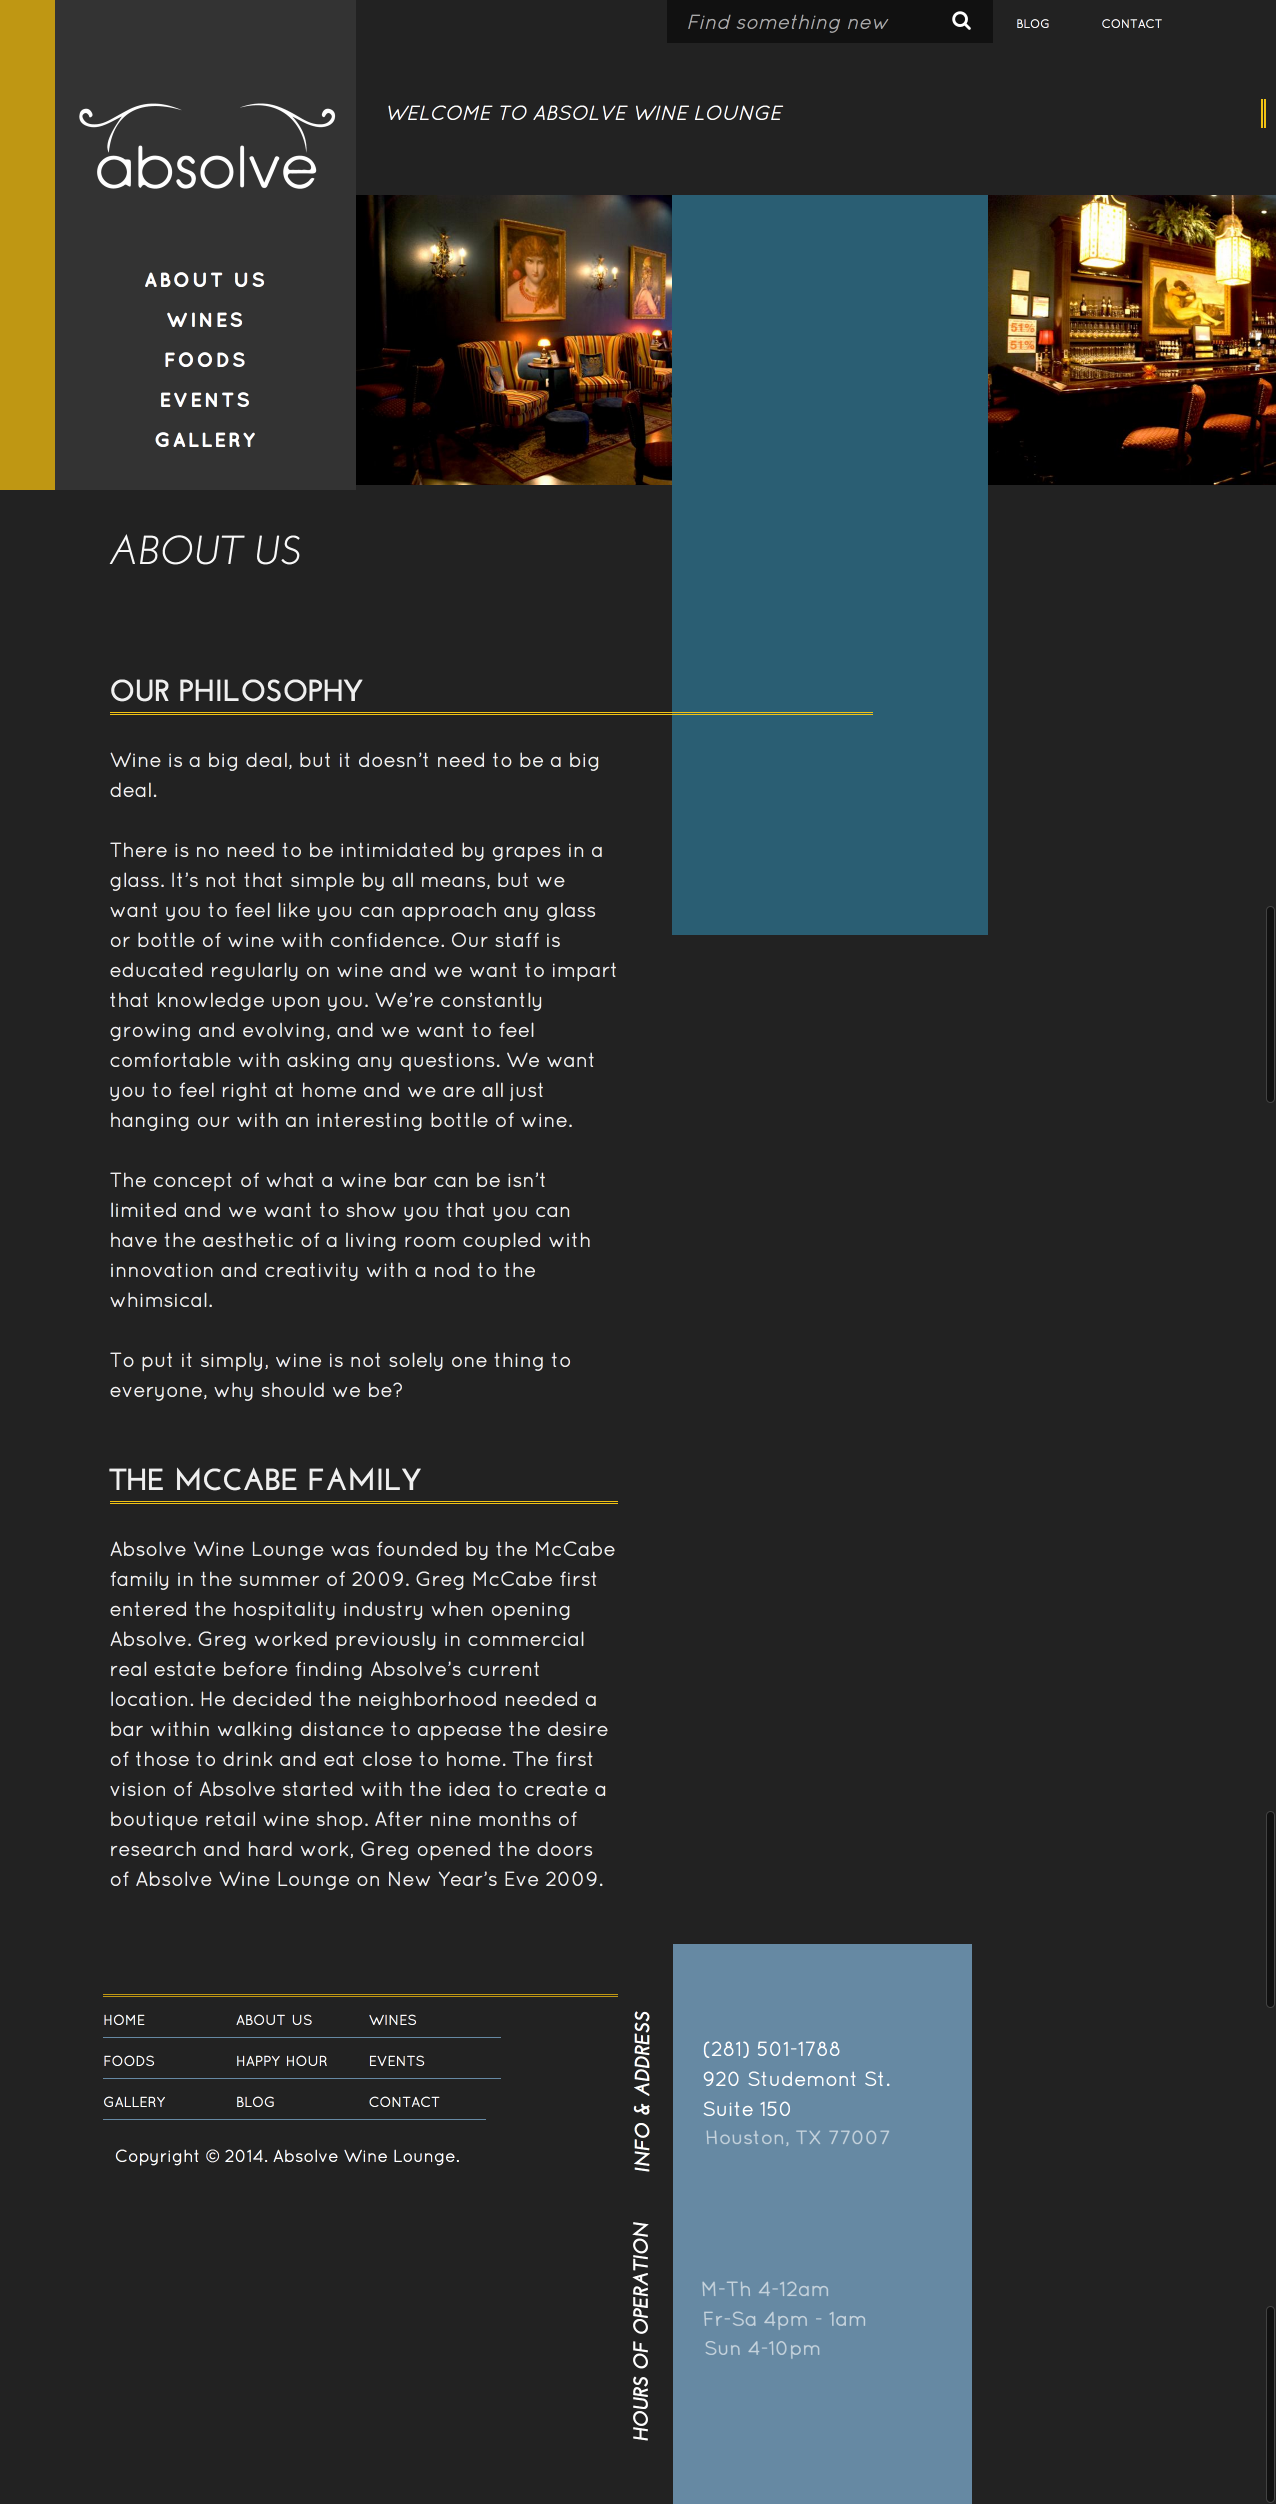 Find something new
BLOG
CONTACT
absolve
WELCOME TO ABSOLVE WINE LOUNGE
ABOUT US
WINES
FOODS
EVENTS
GALLERY
51%
51%
ABOUT US
OUR PHILOSOPHY
Wine is a big deal, but it doesn’t need to be a big
deal.
There is no need to be intimidated by grapes in a
glass. It’s not that simple by all means, but we
want you to feel like you can approach any glass
or bottle of wine with confidence. Our staff is
educated regularly on wine and we want to impart
that knowledge upon you. We’re constantly
growing and evolving, and we want to feel
comfortable with asking any questions. We want
you to feel right at home and we are all just
hanging our with an interesting bottle of wine.
The concept of what a wine bar can be isn’t
limited and we want to show you that you can
have the aesthetic of a living room coupled with
innovation and creativity with a nod to the
whimsical.
To put it simply, wine is not solely one thing to
everyone, why should we be?
THE MCCABE FAMILY
Absolve Wine Lounge was founded by the McCabe
family in the summer of 2009. Greg McCabe first
entered the hospitality industry when opening
Absolve. Greg worked previously in commercial
real estate before finding Absolve’s current
location. He decided the neighborhood needed a
bar within walking distance to appease the desire
of those to drink and eat close to home. The first
vision of Absolve started with the idea to create a
boutique retail wine shop. After nine months of
research and hard work, Greg opened the doors
of Absolve Wine Lounge on New Year’s Eve 2009.
HOME ABOUT US WINES
FOODS HAPPY HOUR EVENTS
GALLERY BLOG CONTACT
Copyright © 2014. Absolve Wine Lounge.
INFO & ADDRESS
(281) 501-1788
920 Studemont St.
Suite 150
Houston, TX 77007
HOURS OF OPERATION
M-Th 4-12am
Fr-Sa 4pm - 1am
Sun 4-10pm